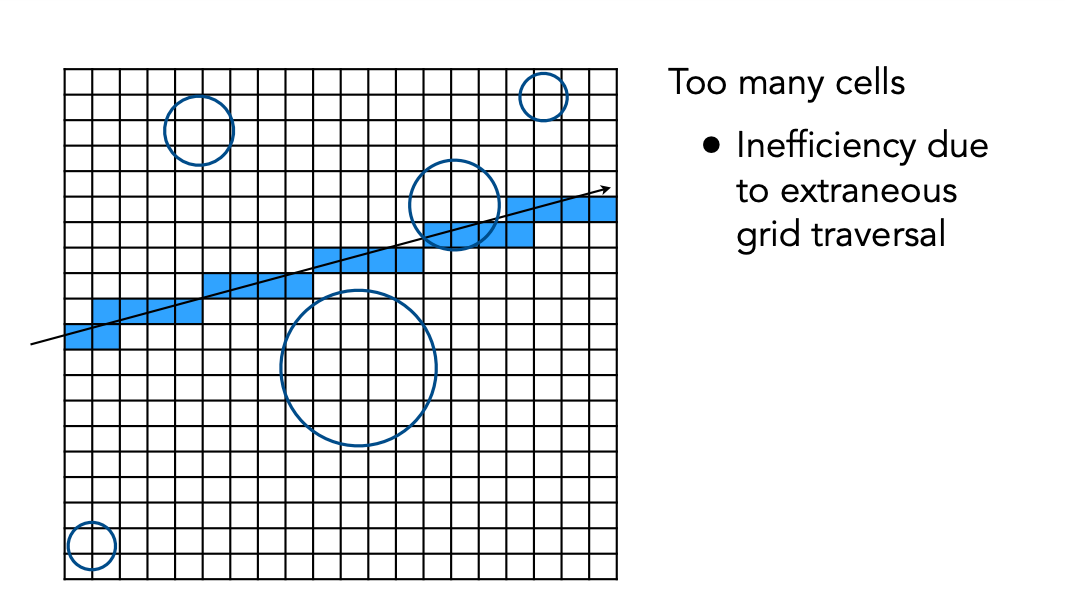 Too many cells
● Inefficiency due
to extraneous
grid traversal